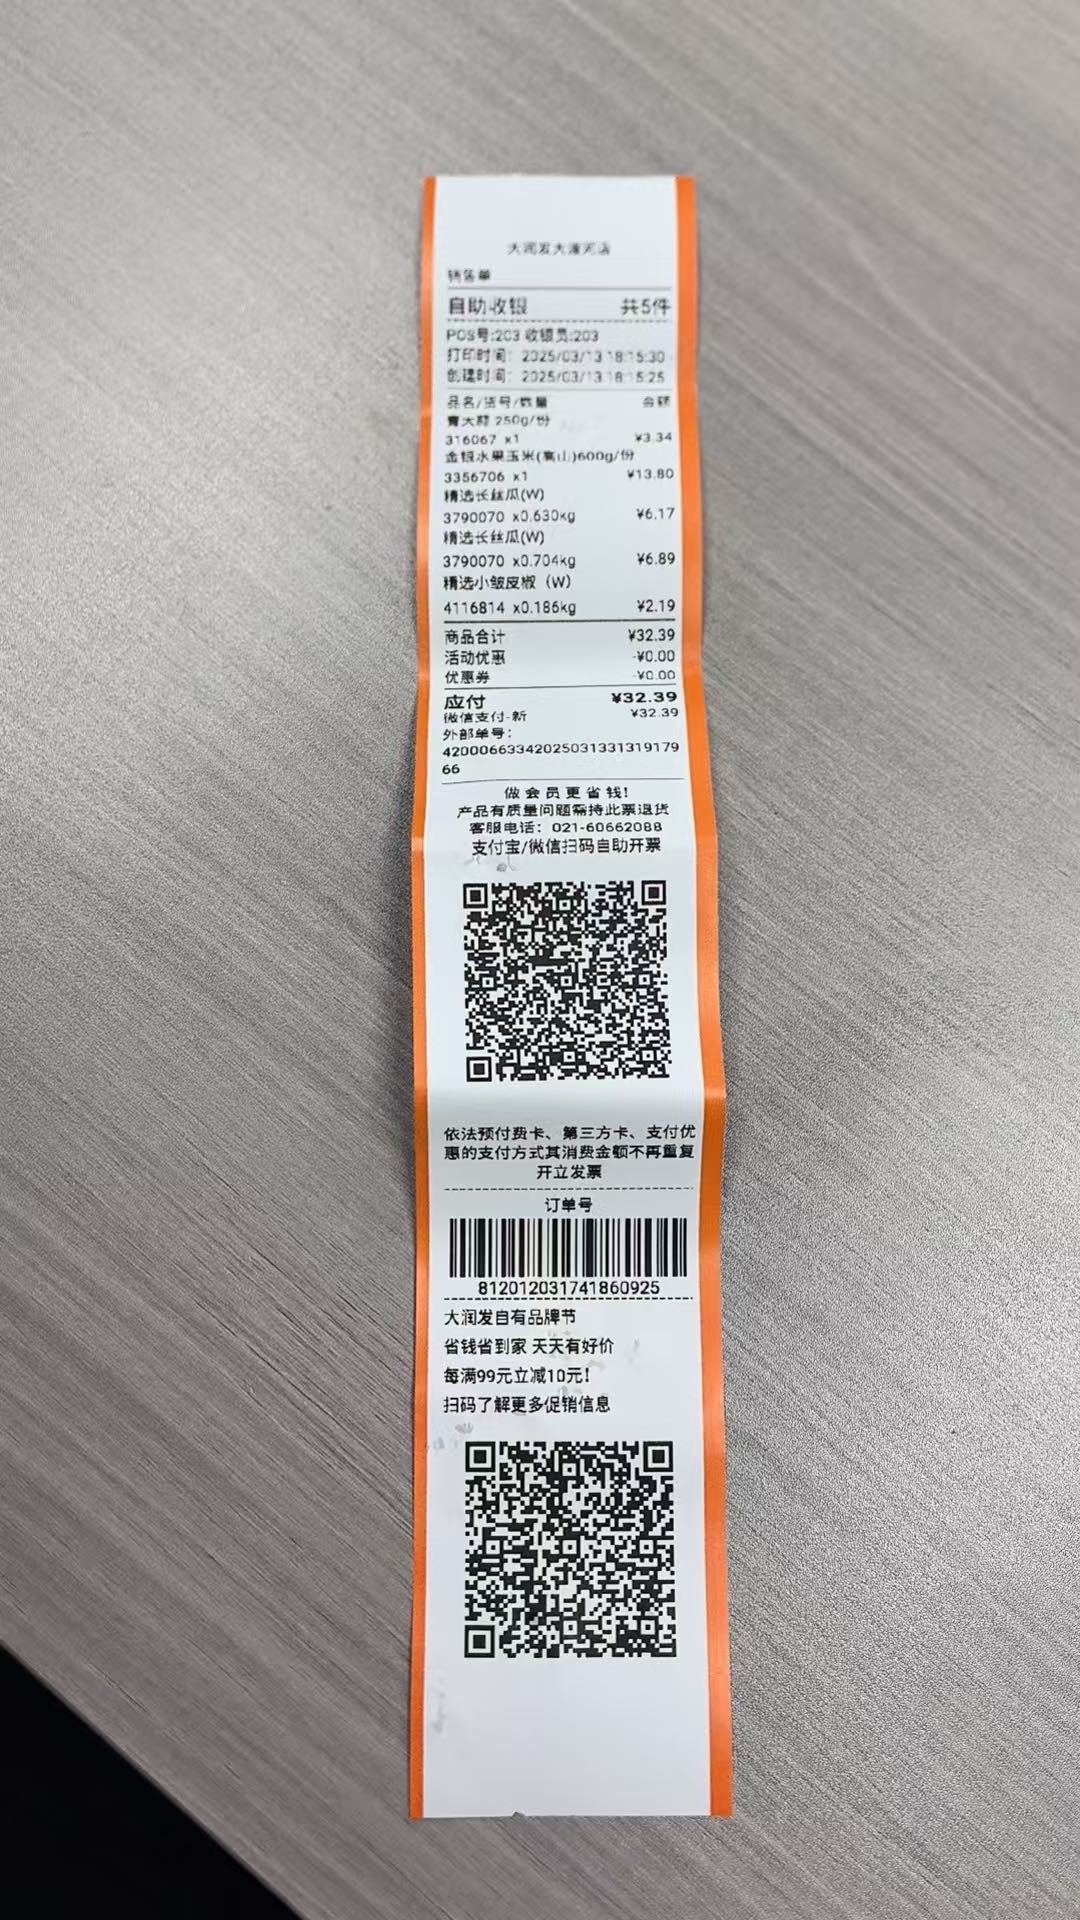 大润发大渡河店
销售单
自助收银 共5件
POS号:203 收银员:203
打印时间: 2025/03/13 18:15:30
创建时间: 2025/03/13 18:15:25
品名/货号/数量 金额
青大蒜 250g/份
316067 x1 ¥3.34
金银水果玉米(高山)600g/份
3356706 x1 ¥13.80
精选长丝瓜(W)
3790070 x0.630kg ¥6.17
精选长丝瓜(W)
3790070 x0.704kg ¥6.89
精选小皱皮椒（W）
4116814 x0.186kg ¥2.19
商品合计 ¥32.39
活动优惠 -¥0.00
优惠券 -¥0.00
应付 ¥32.39
微信支付-新 ¥32.39
外部单号:
42000663342025031331319179
66
做会员更省钱!
产品有质量问题需持此票退货
客服电话: 021-60662088
支付宝/微信扫码自助开票
依法预付费卡、第三方卡、支付优
惠的支付方式其消费金额不再重复
开立发票
订单号
812012031741860925
大润发自有品牌节
省钱省到家 天天有好价
每满99元立减10元!
扫码了解更多促销信息